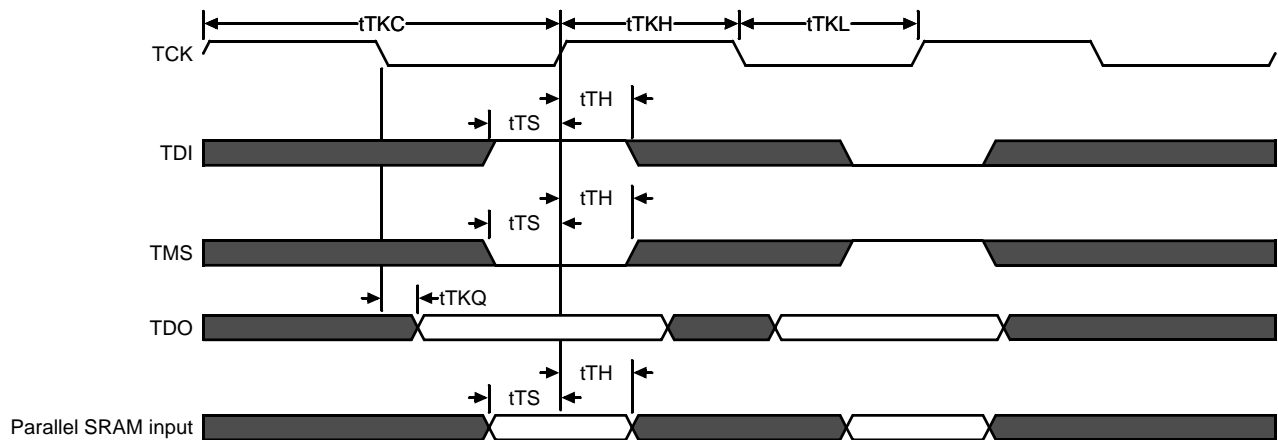 tTKC
tTKH
tTKL
TCK
tTH
tTS
TDI
tTH
tTS
TMS
tTKQ
TDO
tTH
tTS
Parallel SRAM input